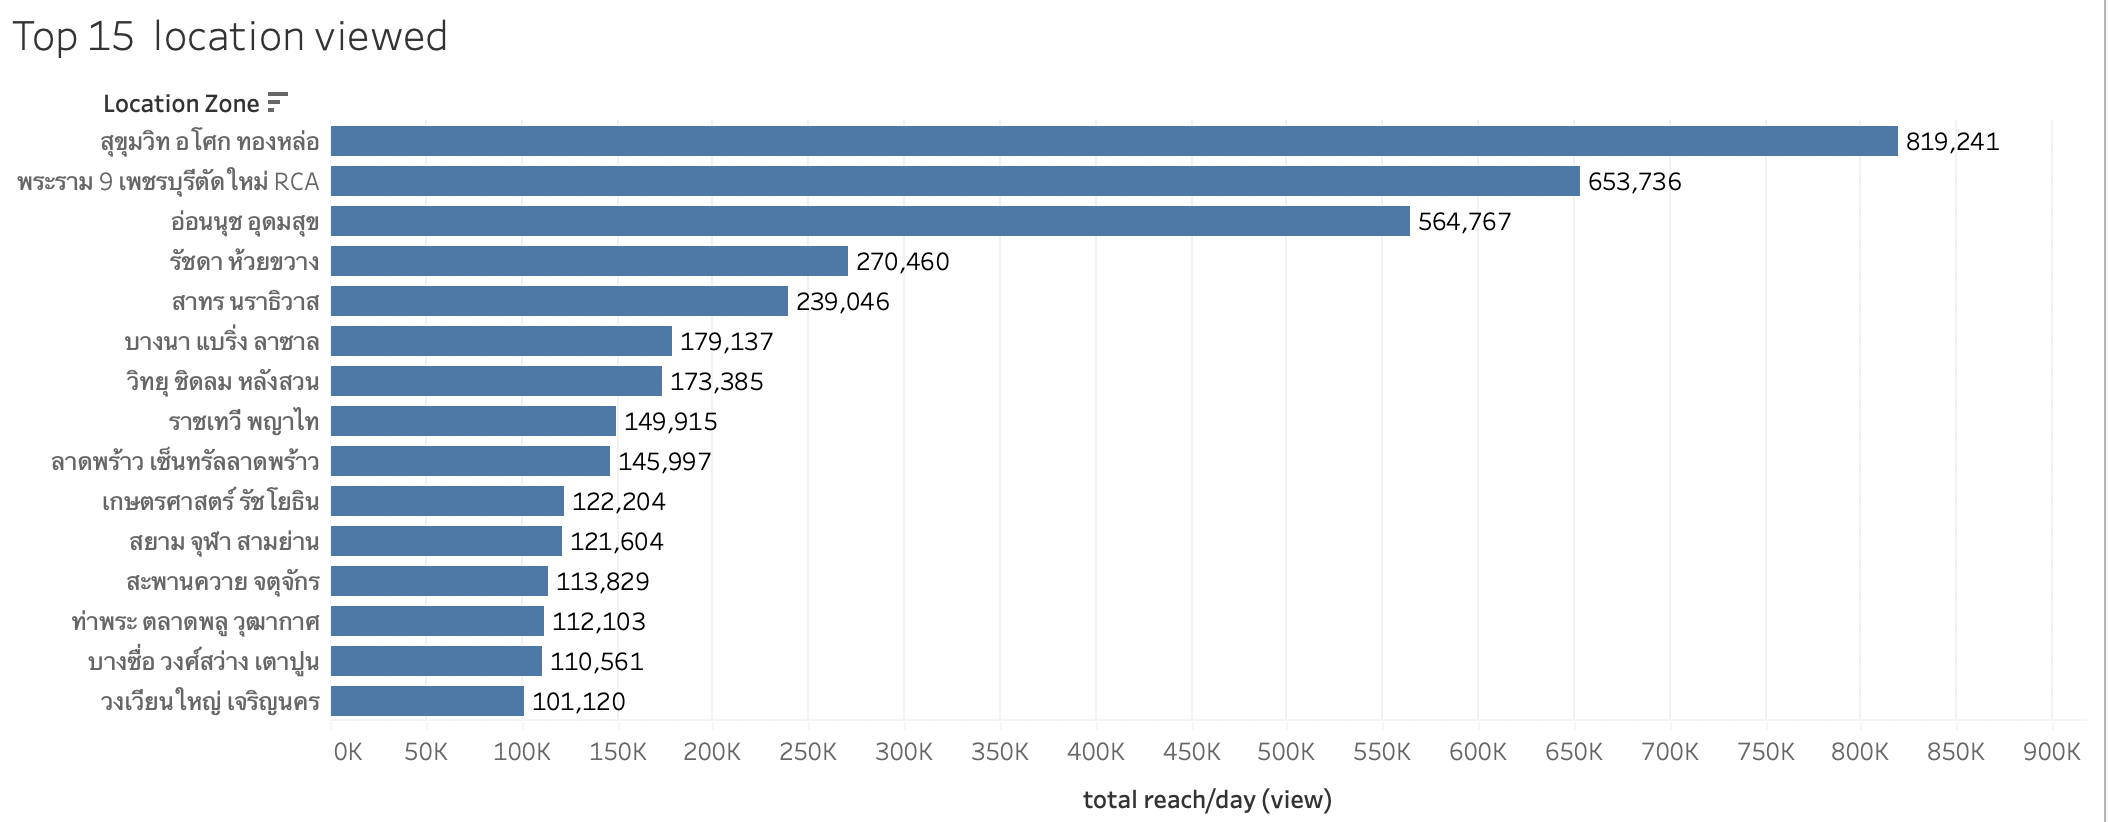 Top 15 location viewed
Location Zone
สุขุมวิท อโศก ทองหล่อ 819,241
พระราม 9 เพชรบุรีตัดใหม่ RCA 653,736
อ่อนนุช อุดมสุข 564,767
รัชดา ห้วยขวาง 270,460
สาทร นราธิวาส 239,046
บางนา แบริ่ง ลาซาล 179,137
วิทยุ ชิดลม หลังสวน 173,385
ราชเทวี พญาไท 149,915
ลาดพร้าว เซ็นทรัลลาดพร้าว 145,997
เกษตรศาสตร์ รัชโยธิน 122,204
สยาม จุฬา สามย่าน 121,604
สะพานควาย จตุจักร 113,829
ท่าพระ ตลาดพลู วุฒากาศ 112,103
บางซื่อ วงศ์สว่าง เตาปูน 110,561
วงเวียนใหญ่ เจริญนคร 101,120
0K 50K 100K 150K 200K 250K 300K 350K 400K 450K 500K 550K 600K 650K 700K 750K 800K 850K 900K
total reach/day (view)